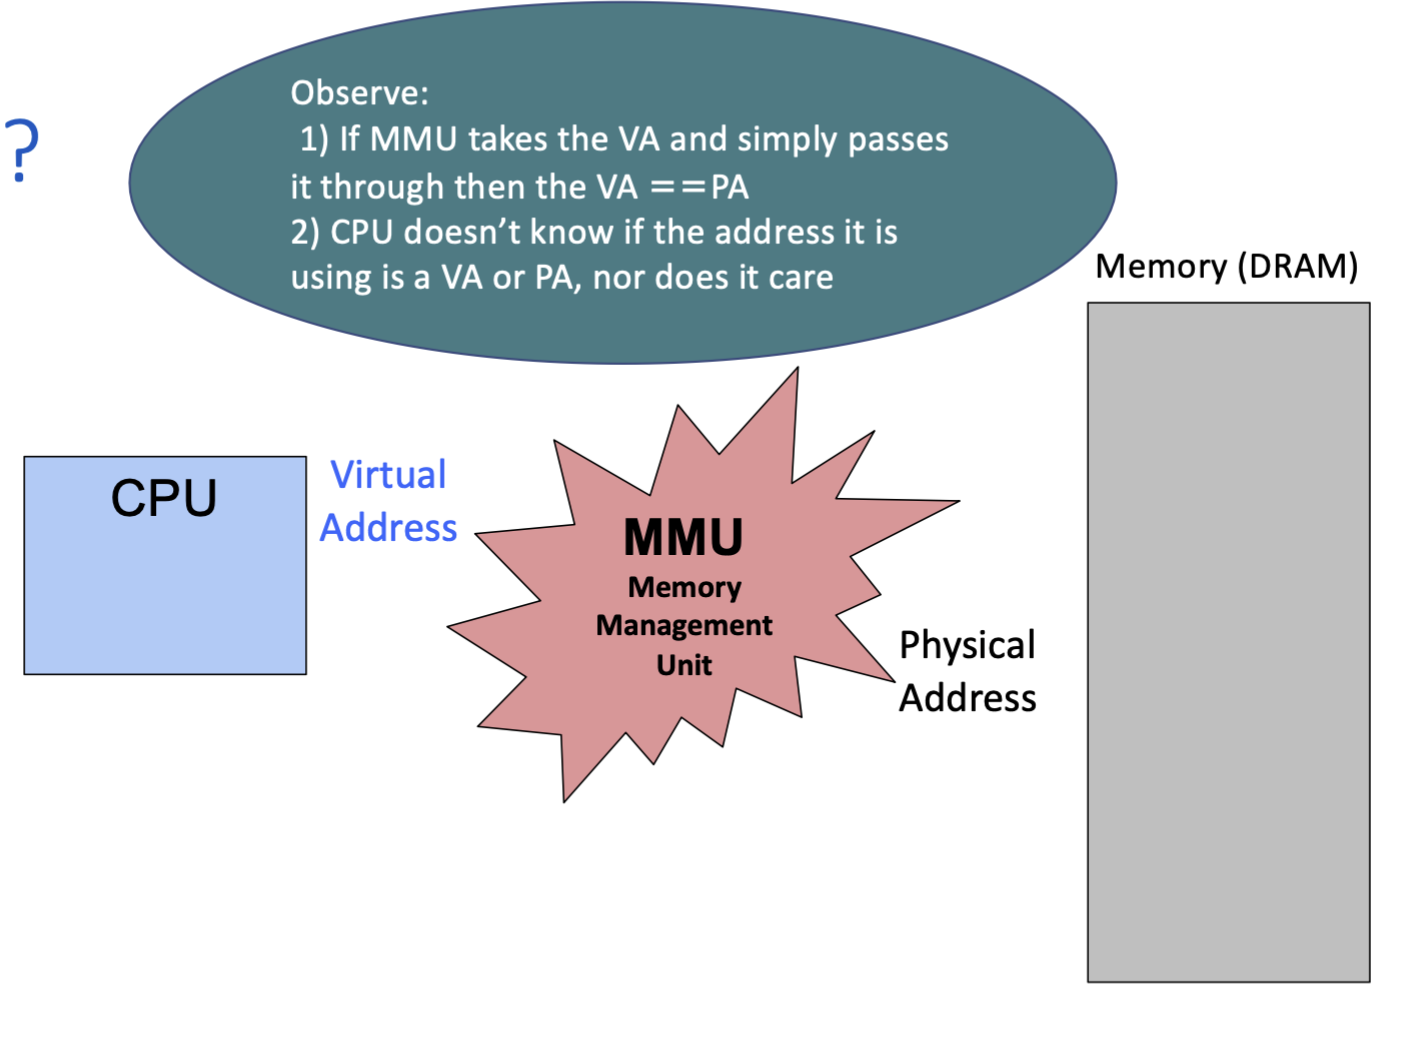 ?
Observe:
1) If MMU takes the VA and simply passes
it through then the VA ==PA
2) CPU doesn’t know if the address it is
using is a VA or PA, nor does it care
Memory (DRAM)
CPU
Virtual
Address
MMU
Memory
Management
Unit
Physical
Address